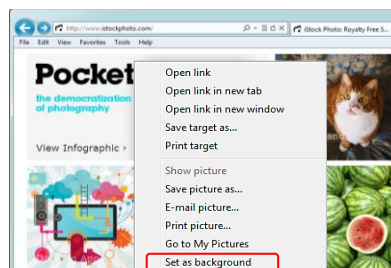 http://www.istockphoto.com/
iStock Photo: Royalty Free S...
File Edit View Favorites Tools Help
Pocket
the democratization
of photography
View Infographic ›
Open link
Open link in new tab
Open link in new window
Save target as...
Print target
Show picture
Save picture as...
E-mail picture...
Print picture...
Go to My Pictures
Set as background